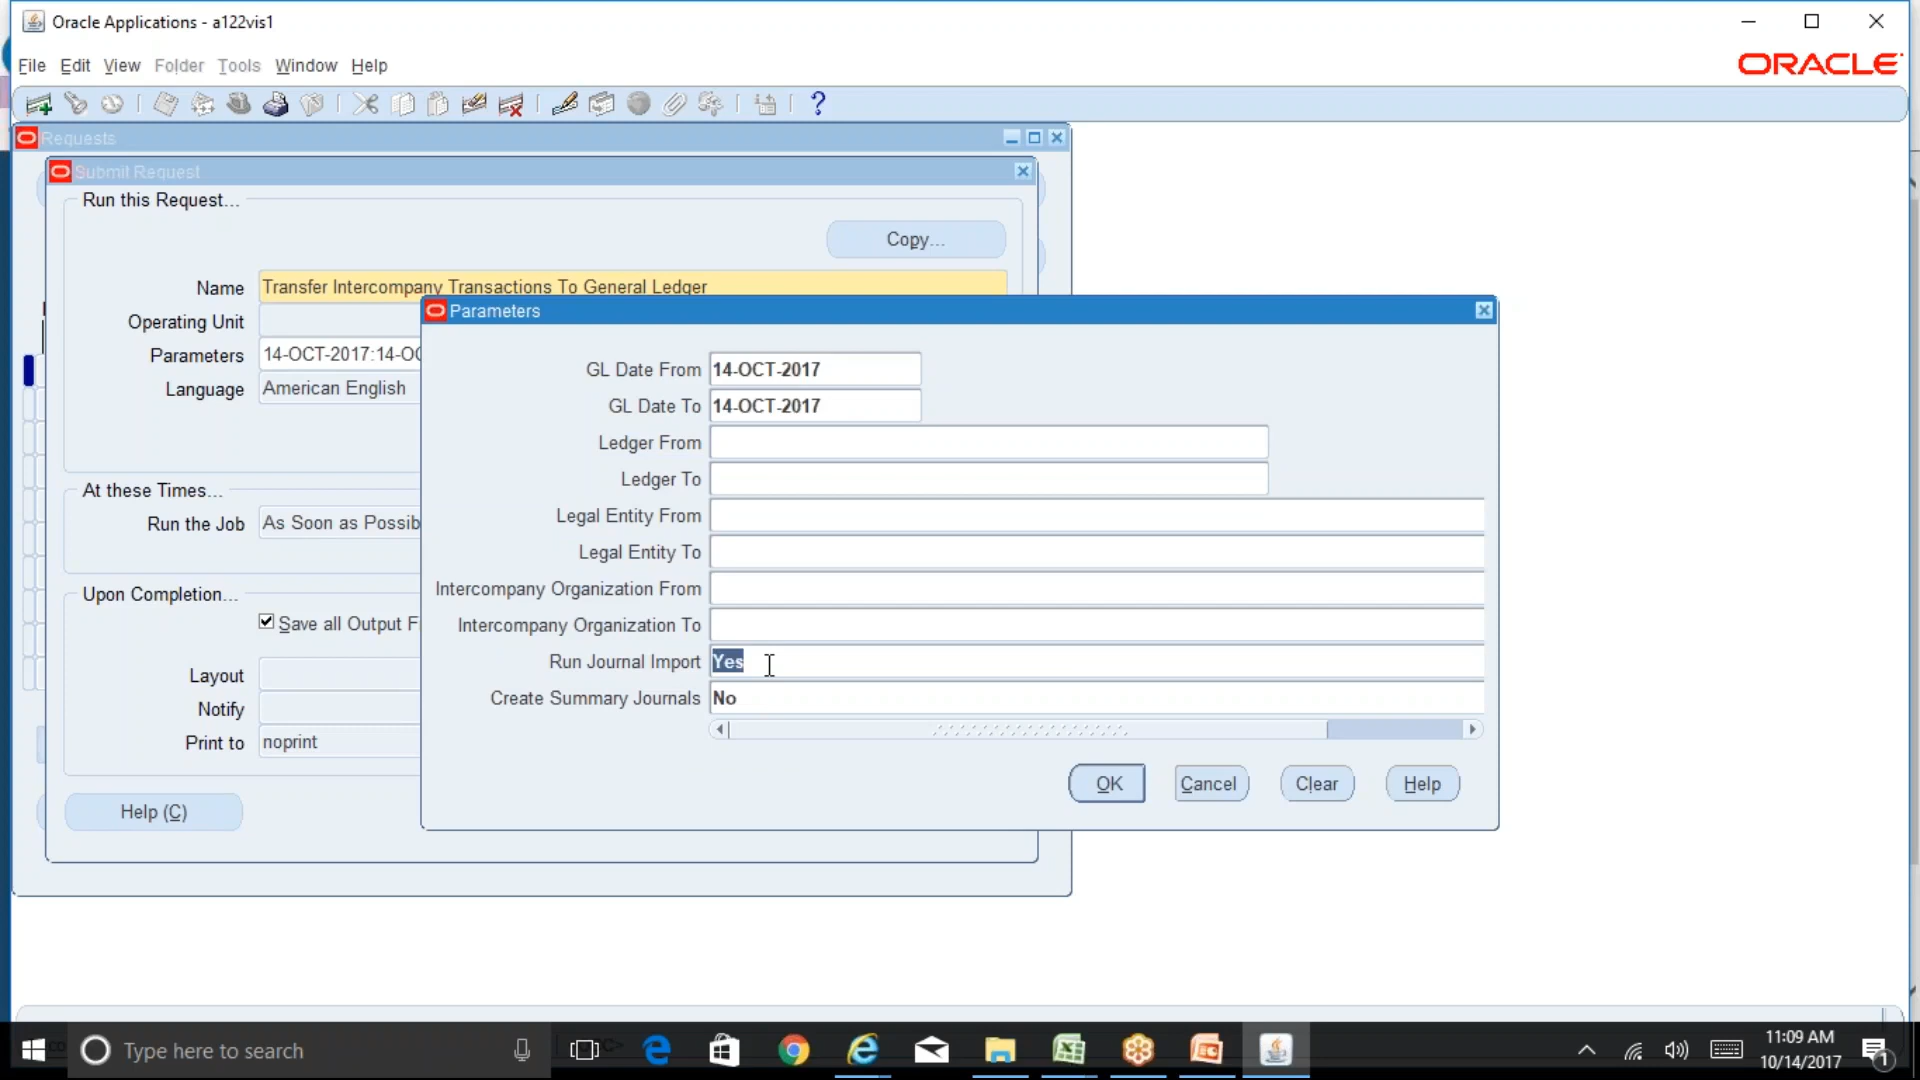 Oracle Applications - a122vis1
File Edit View Folder Tools Window Help
ORACLE
Requests
Submit Request
Run this Request...
Copy...
Name Transfer Intercompany Transactions To General Ledger
Operating Unit
Parameters 14-OCT-2017:14-OC
Language American English
At these Times...
Run the Job As Soon as Possib
Upon Completion...
Save all Output F
Layout
Notify
Print to noprint
Help (C)
Parameters
GL Date From 14-OCT-2017
GL Date To 14-OCT-2017
Ledger From
Ledger To
Legal Entity From
Legal Entity To
Intercompany Organization From
Intercompany Organization To
Run Journal Import Yes
Create Summary Journals No
OK Cancel Clear Help
Type here to search
11:09 AM
10/14/2017
1